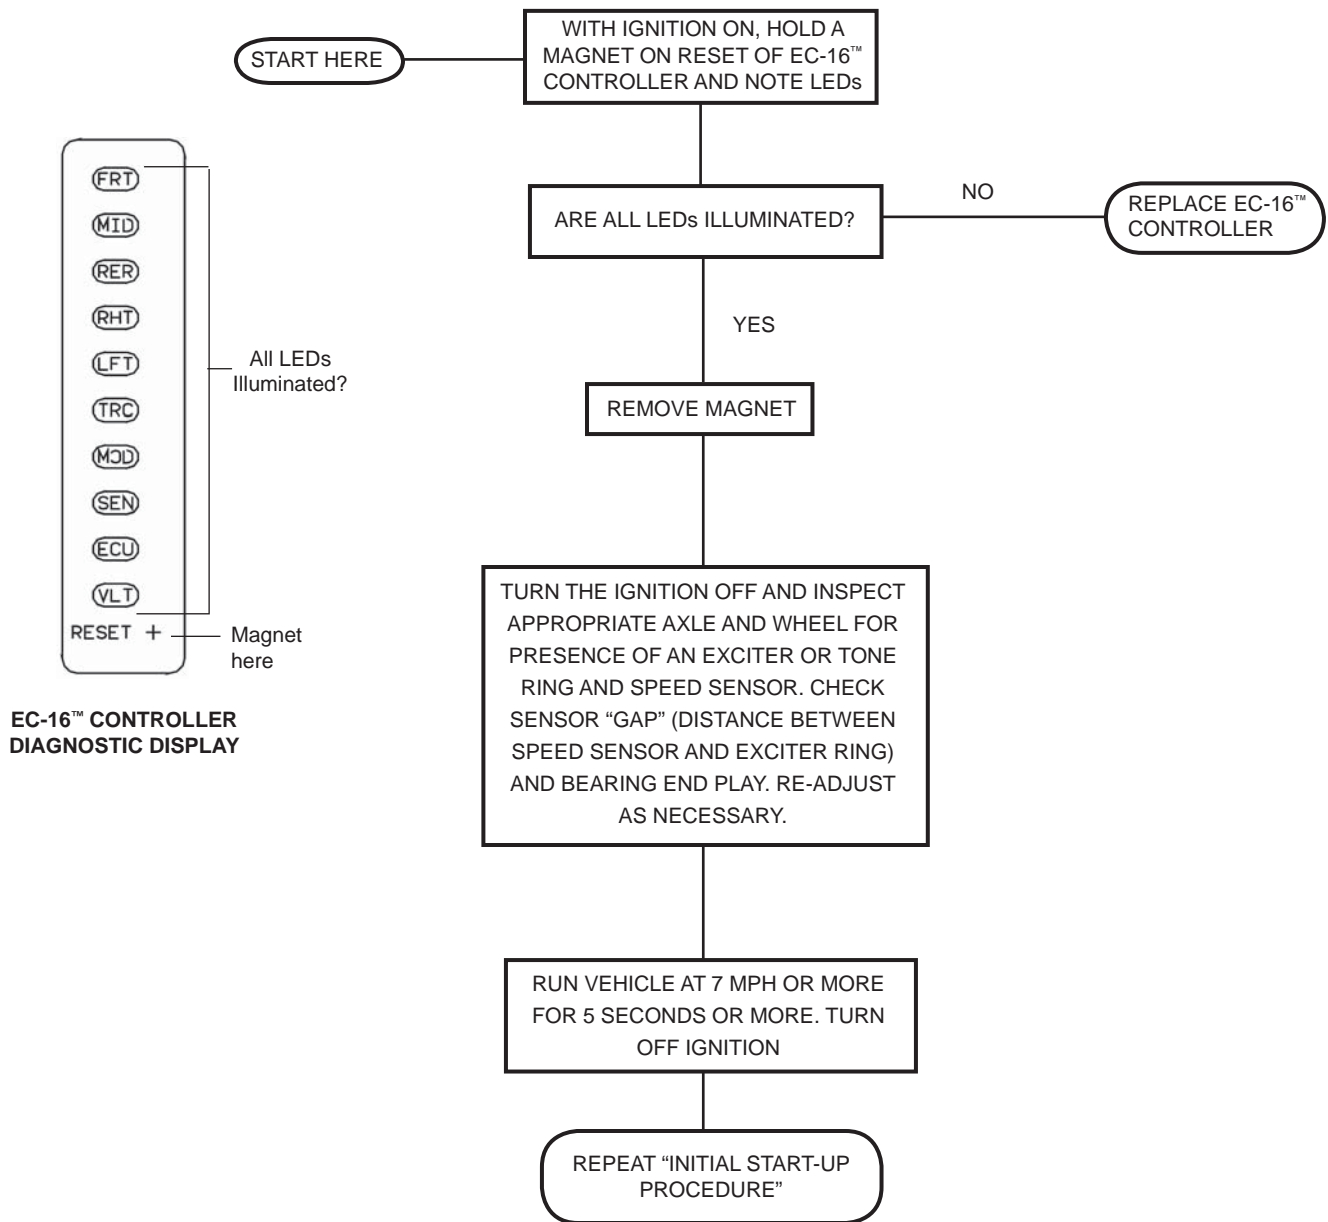 START HERE
WITH IGNITION ON, HOLD A
MAGNET ON RESET OF EC-16™
CONTROLLER AND NOTE LEDs
ARE ALL LEDs ILLUMINATED?
NO
REPLACE EC-16™
CONTROLLER
YES
REMOVE MAGNET
TURN THE IGNITION OFF AND INSPECT
APPROPRIATE AXLE AND WHEEL FOR
PRESENCE OF AN EXCITER OR TONE
RING AND SPEED SENSOR. CHECK
SENSOR “GAP” (DISTANCE BETWEEN
SPEED SENSOR AND EXCITER RING)
AND BEARING END PLAY. RE-ADJUST
AS NECESSARY.
RUN VEHICLE AT 7 MPH OR MORE
FOR 5 SECONDS OR MORE. TURN
OFF IGNITION
REPEAT “INITIAL START-UP
PROCEDURE”
FRT
MID
RER
RHT
LFT
TRC
MOD
SEN
ECU
VLT
RESET +
All LEDs
Illuminated?
Magnet
here
EC-16™ CONTROLLER
DIAGNOSTIC DISPLAY